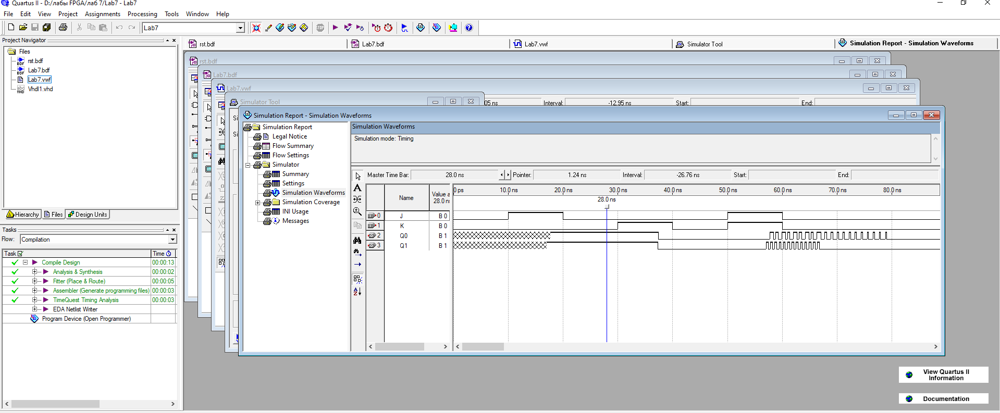 Quartus II - D:/лабы FPGA/лаб 7/Lab7 - Lab7
File Edit View Project Assignments Processing Tools Window Help
Lab7
Project Navigator
Files
rst.bdf
Lab7.bdf
Lab7.vwf
Vhdl1.vhd
Hierarchy Files Design Units
Tasks
Flow: Compilation
Task Time
Compile Design 00:00:13
Analysis & Synthesis 00:00:02
Fitter (Place & Route) 00:00:05
Assembler (Generate programming files) 00:00:03
TimeQuest Timing Analysis 00:00:03
EDA Netlist Writer
Program Device (Open Programmer)
rst.bdf Lab7.bdf Lab7.vwf Simulator Tool Simulation Report - Simulation Waveforms
rst.bdf
Lab7.bdf
Lab7.vwf
Simulator Tool
05 ns Interval: -12.95 ns Start: End:
Simulation Report - Simulation Waveforms
Simulation Report
Legal Notice
Flow Summary
Flow Settings
Simulator
Summary
Settings
Simulation Waveforms
Simulation Coverage
INI Usage
Messages
Simulation Waveforms
Simulation mode: Timing
Master Time Bar: 28.0 ns Pointer: 1.24 ns Interval: -26.76 ns Start: End:
Name Value a
28.0 n
0 ps 10.0 ns 20.0 ns 30.0 ns 40.0 ns 50.0 ns 60.0 ns 70.0 ns 80.0 ns
28.0 ns
0 J B 0
1 K B 0
2 Q0 B 1
3 Q1 B 1
View Quartus II
Information
Documentation